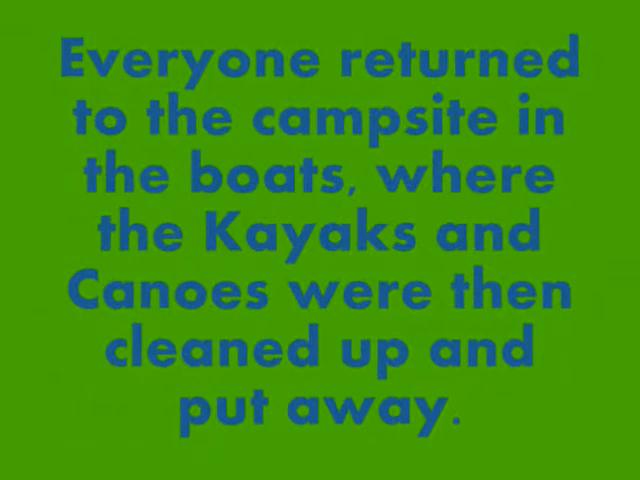 Everyone returned
to the campsite in
the boats, where
the Kayaks and
Canoes were then
cleaned up and
put away.